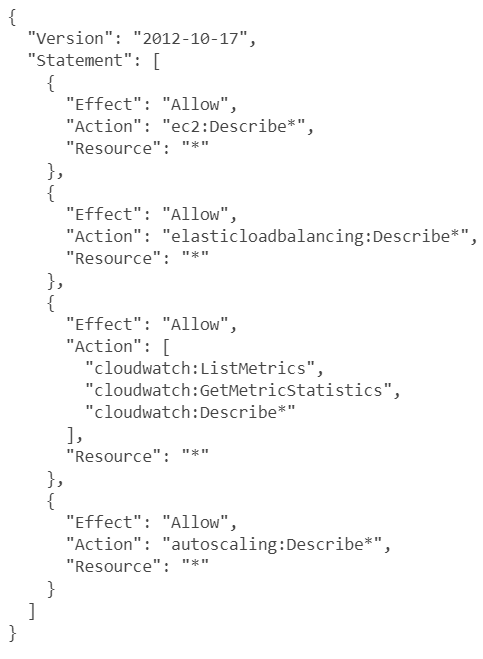 {
  "Version": "2012-10-17",
  "Statement": [
    {
      "Effect": "Allow",
      "Action": "ec2:Describe*",
      "Resource": "*"
    },
    {
      "Effect": "Allow",
      "Action": "elasticloadbalancing:Describe*",
      "Resource": "*"
    },
    {
      "Effect": "Allow",
      "Action": [
        "cloudwatch:ListMetrics",
        "cloudwatch:GetMetricStatistics",
        "cloudwatch:Describe*"
      ],
      "Resource": "*"
    },
    {
      "Effect": "Allow",
      "Action": "autoscaling:Describe*",
      "Resource": "*"
    }
  ]
}